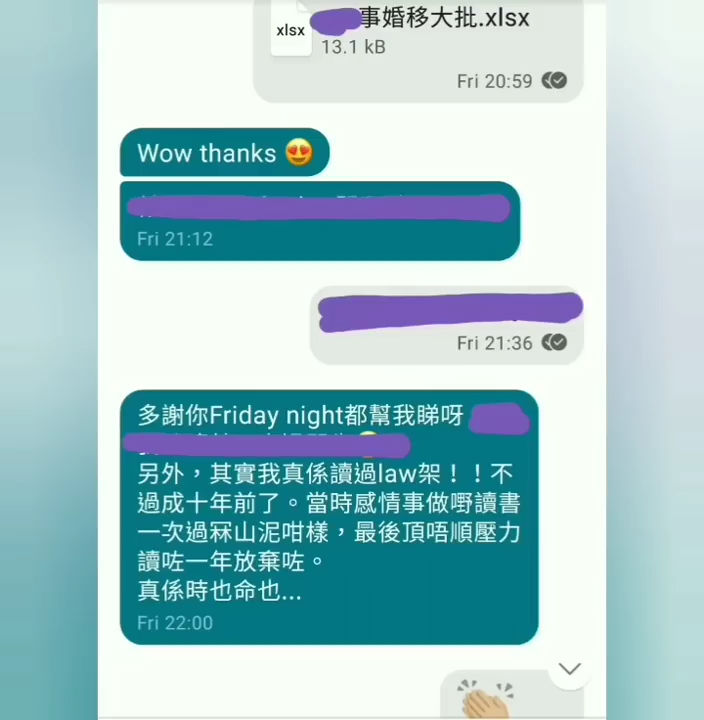 xlsx
事婚移大批.xlsx
13.1 kB
Fri 20:59
Wow thanks 😍
Fri 21:12
Fri 21:36
多謝你Friday night都幫我睇呀
另外，其實我真係讀過law架！！不
過成十年前了。當時感情事做嘢讀書
一次過冧山泥咁樣，最後頂唔順壓力
讀咗一年放棄咗。
真係時也命也...
Fri 22:00